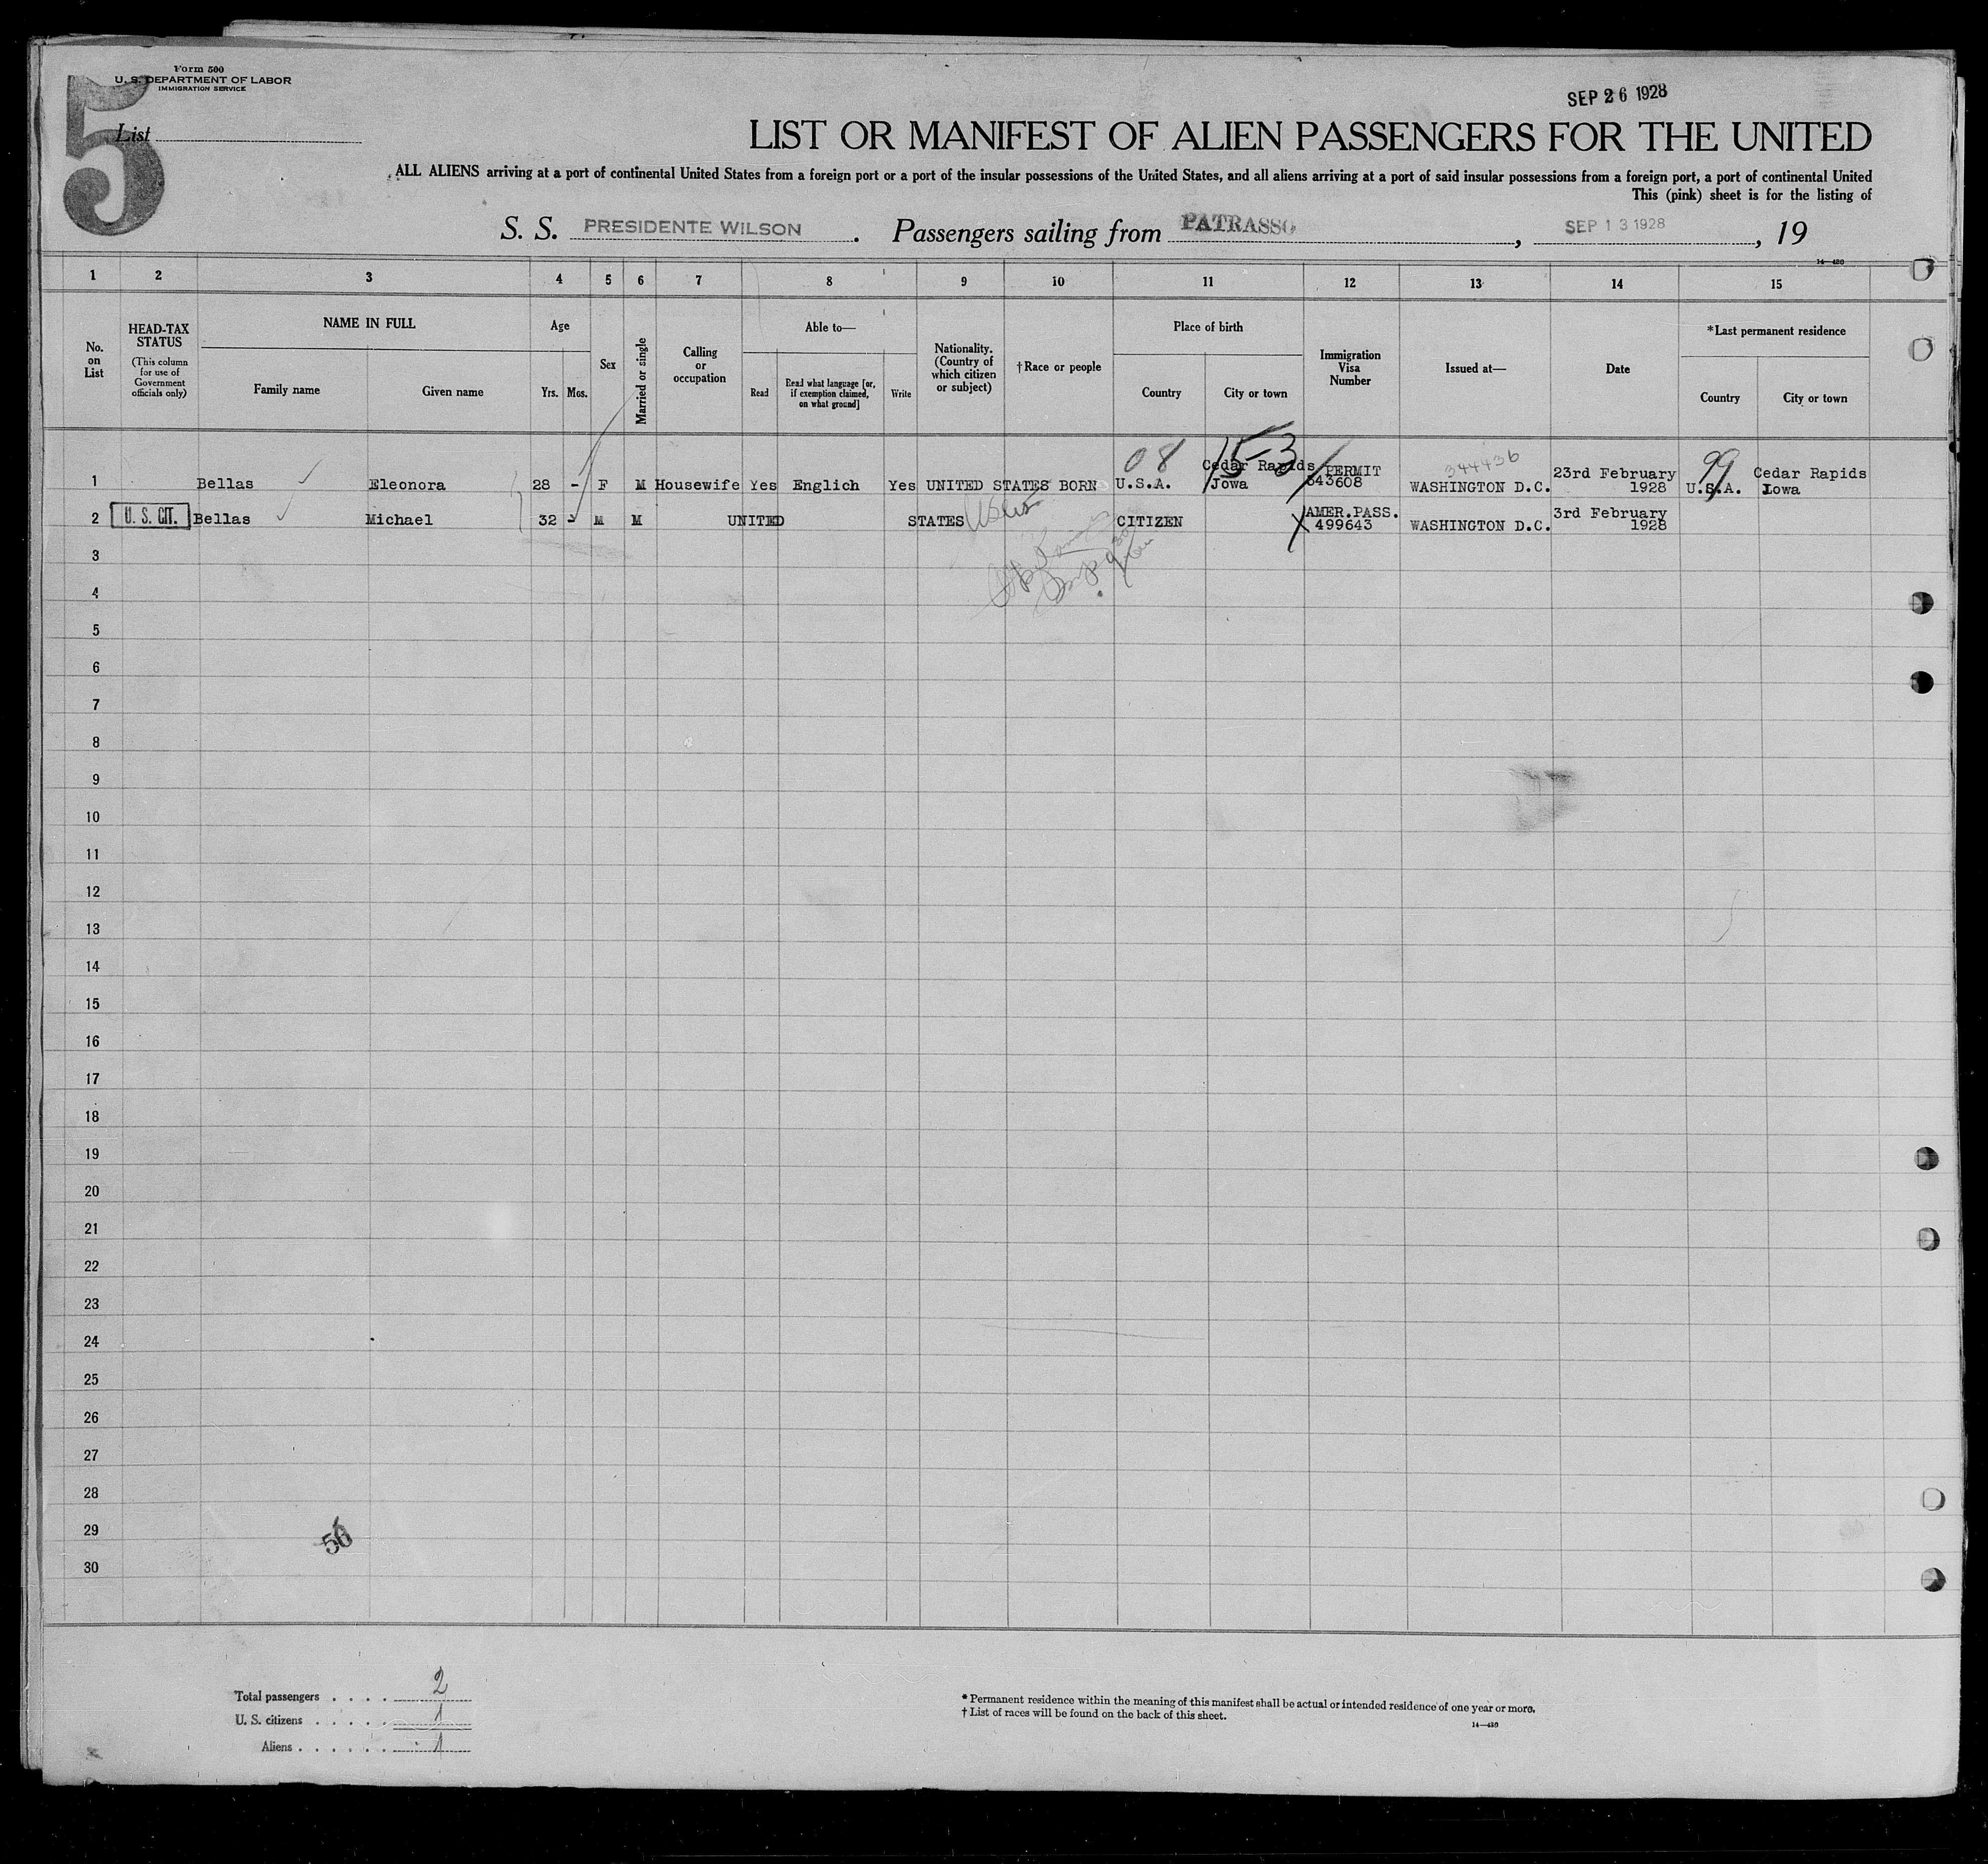 Form 500
U. S. DEPARTMENT OF LABOR
IMMIGRATION SERVICE
5
List
SEP 26 1928
LIST OR MANIFEST OF ALIEN PASSENGERS FOR THE UNITED
ALL ALIENS arriving at a port of continental United States from a foreign port or a port of the insular possessions of the United States, and all aliens arriving at a port of said insular possessions from a foreign port, a port of continental United
This (pink) sheet is for the listing of
S. S. PRESIDENTE WILSON. Passengers sailing from PATRASSO, SEP 13 1928, 19
14—430
1 2 3 4 5 6 7 8 9 10 11 12 13 14 15
No. on List
HEAD-TAX STATUS
(This column for use of Government officials only)
NAME IN FULL
Family name
Given name
Age
Yrs.
Mos.
Sex
Married or single
Calling or occupation
Able to—
Read
Read what language [or, if exemption claimed, on what ground]
Write
Nationality. (Country of which citizen or subject)
†Race or people
Place of birth
Country
City or town
Immigration Visa Number
Issued at—
Date
*Last permanent residence
Country
City or town
08 15-3 344436 99
Cedar Rapids PERMIT 23rd February Cedar Rapids
1 Bellas Eleonora 28 - F M Housewife Yes Englich Yes UNITED STATES BORN U.S.A. Jowa 643608 WASHINGTON D.C. 1928 U.S.A. Iowa
AMER.PASS. 3rd February
2 U. S. CIT. Bellas Michael 32 - M M UNITED STATES CITIZEN 499643 WASHINGTON D.C. 1928
3
4
5
6
7
8
9
10
11
12
13
14
15
16
17
18
19
20
21
22
23
24
25
26
27
28
29
30
56
Total passengers . . . . 2
U. S. citizens . . . . . 1
Aliens . . . . . . 1
* Permanent residence within the meaning of this manifest shall be actual or intended residence of one year or more.
† List of races will be found on the back of this sheet.
14—430